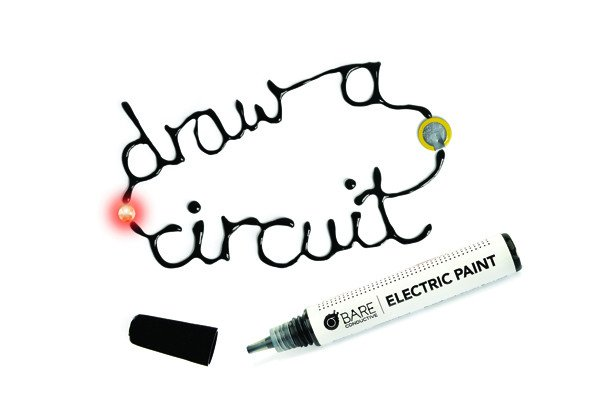 draw a
circuit
BARE
CONDUCTIVE
ELECTRIC PAINT